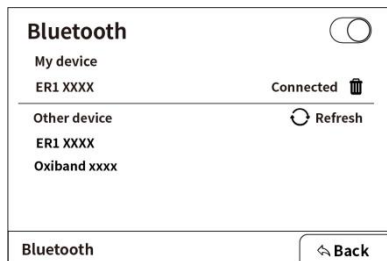 Bluetooth
My device
ER1 XXXX Connected
Other device Refresh
ER1 XXXX
Oxiband xxxx
Bluetooth Back